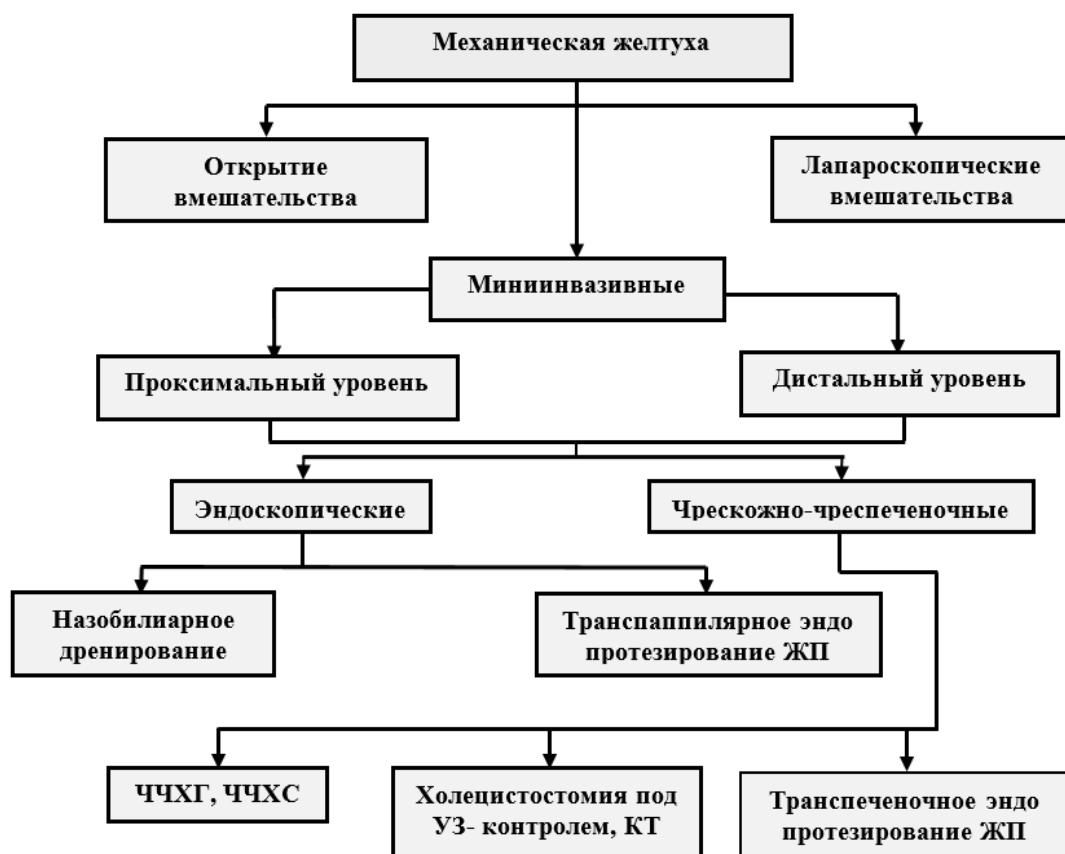 Механическая желтуха
Открытие
вмешательства
Лапароскопические
вмешательства
Миниинвазивные
Проксимальный уровень
Дистальный уровень
Эндоскопические
Чрескожно-чреспеченочные
Назобилиарное
дренирование
Транспаппилярное эндо
протезирование ЖП
ЧЧХГ, ЧЧХС
Холецистостомия под
УЗ- контролем, КТ
Транспеченочное эндо
протезирование ЖП